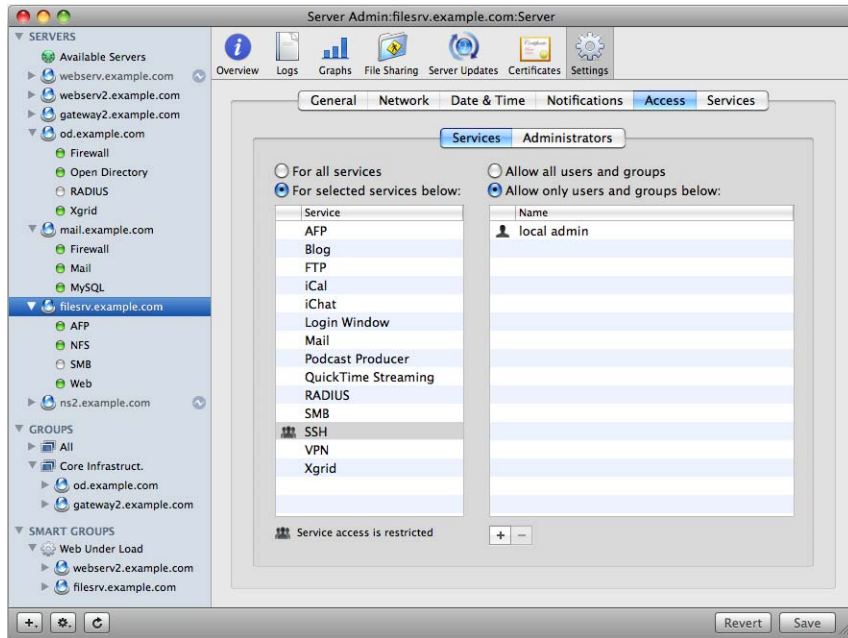 Server Admin:filesrv.example.com:Server
SERVERS
Available Servers
webserv.example.com
webserv2.example.com
gateway2.example.com
od.example.com
Firewall
Open Directory
RADIUS
Xgrid
mail.example.com
Firewall
Mail
MySQL
filesrv.example.com
AFP
NFS
SMB
Web
ns2.example.com
GROUPS
All
Core Infrastruct.
od.example.com
gateway2.example.com
SMART GROUPS
Web Under Load
webserv2.example.com
filesrv.example.com
Overview Logs Graphs File Sharing Server Updates Certificates Settings
General Network Date & Time Notifications Access Services
Services Administrators
For all services
For selected services below:
Service
AFP
Blog
FTP
iCal
iChat
Login Window
Mail
Podcast Producer
QuickTime Streaming
RADIUS
SMB
SSH
VPN
Xgrid
Service access is restricted
Allow all users and groups
Allow only users and groups below:
Name
local admin
Revert Save